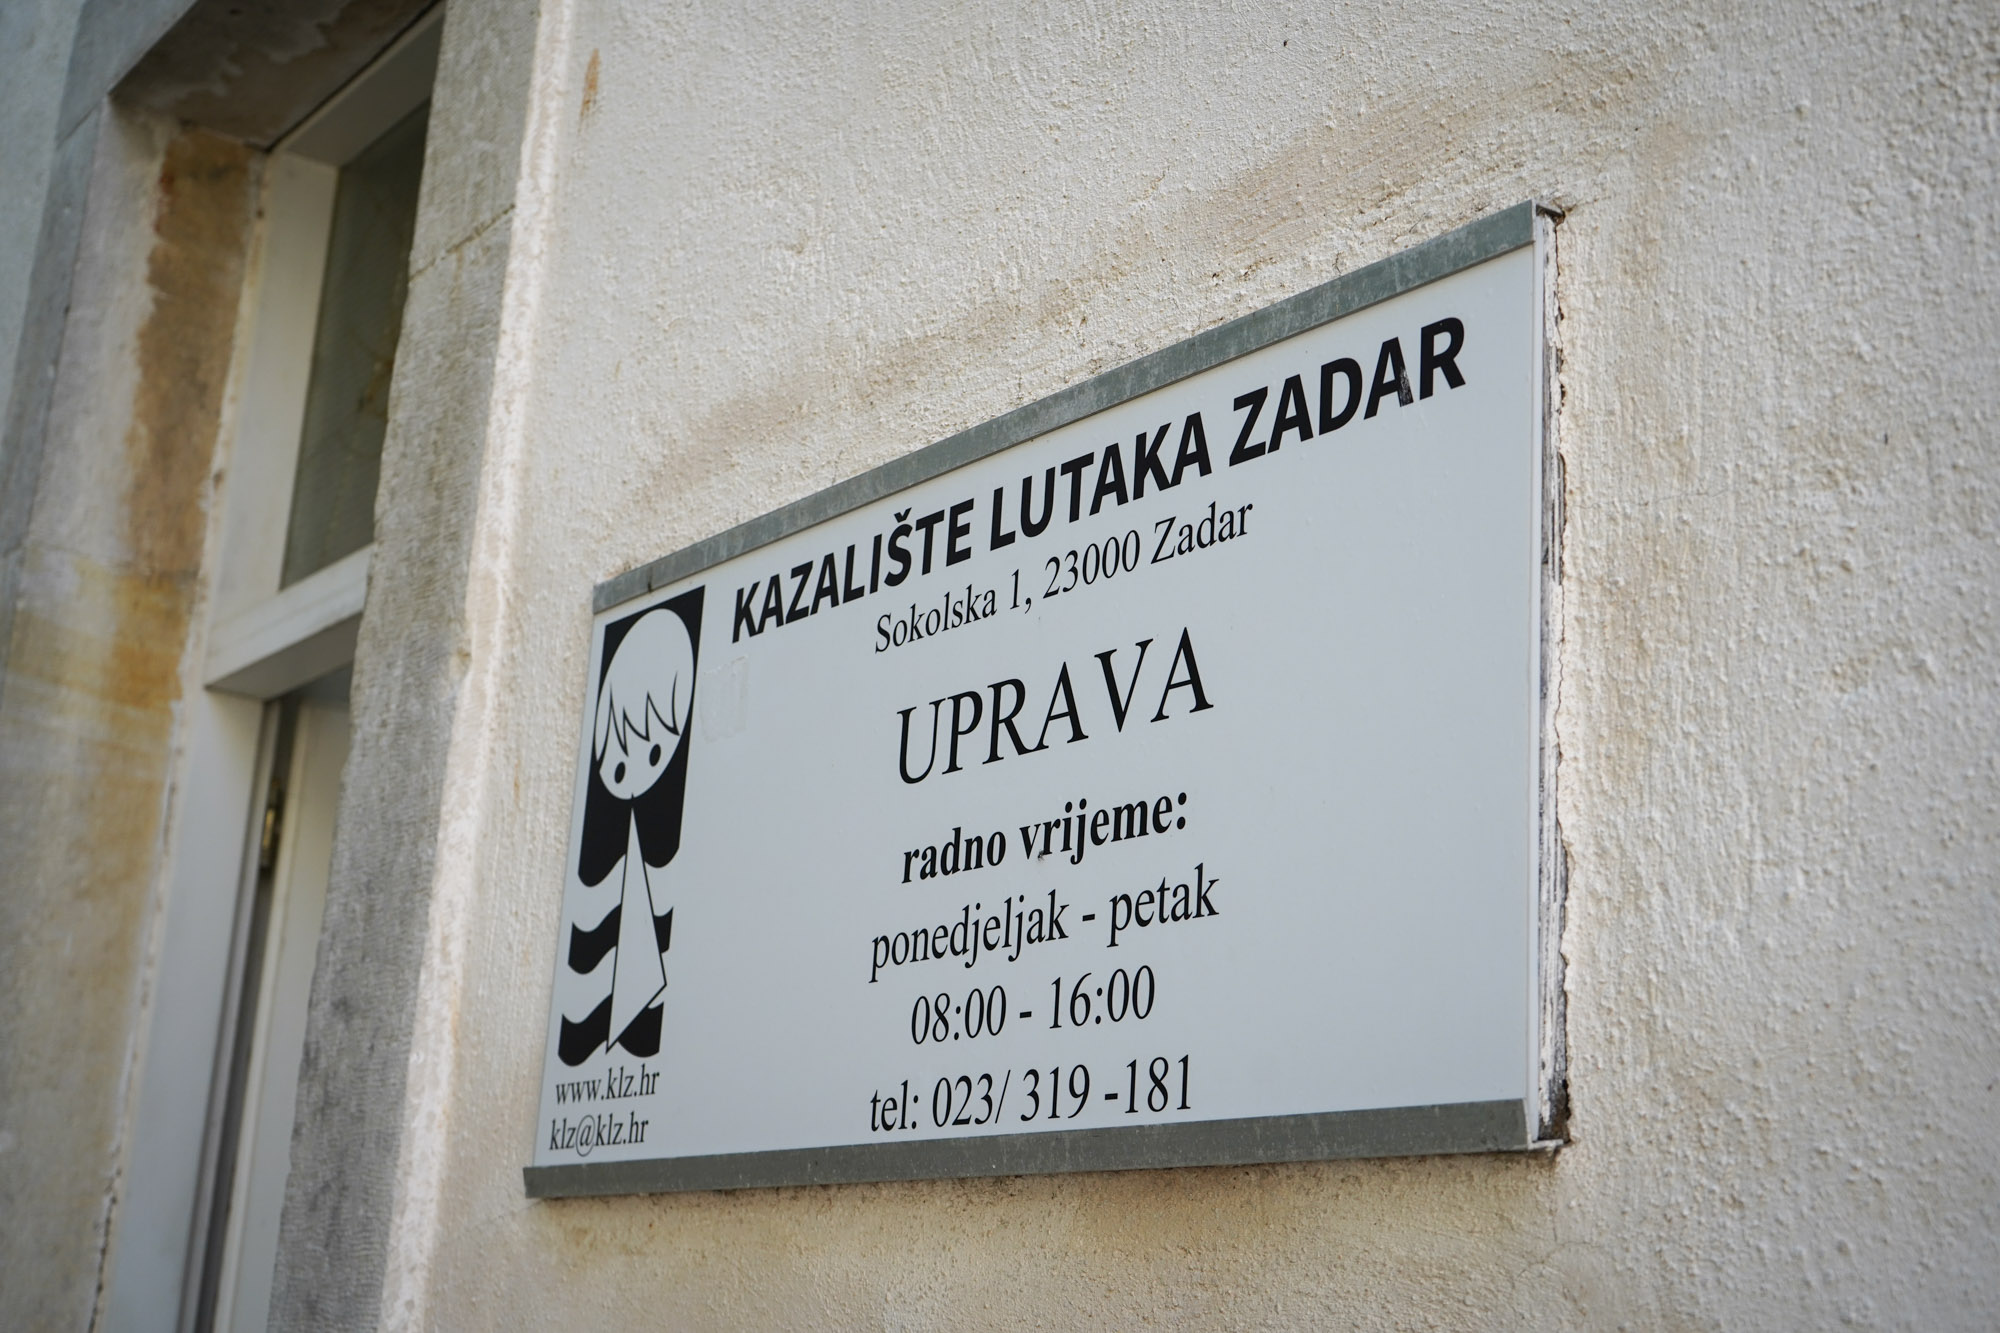 KAZALIŠTE LUTAKA ZADAR
Sokolska 1, 23000 Zadar
UPRAVA
radno vrijeme:
ponedjeljak - petak
08:00 - 16:00
tel: 023/ 319 -181
www.klz.hr
klz@klz.hr